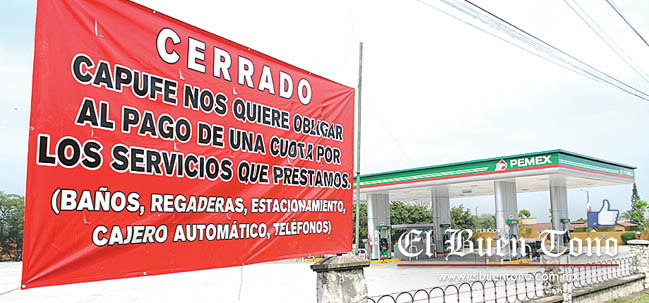 CERRADO
CAPUFE NOS QUIERE OBLIGAR
AL PAGO DE UNA CUOTA POR
LOS SERVICIOS QUE PRESTAMOS.
(BAÑOS, REGADERAS, ESTACIONAMIENTO,
CAJERO AUTOMÁTICO, TELÉFONOS)
PEMEX
PERIÓDICO
El Buen Tono
www.elbuentono.com.mx